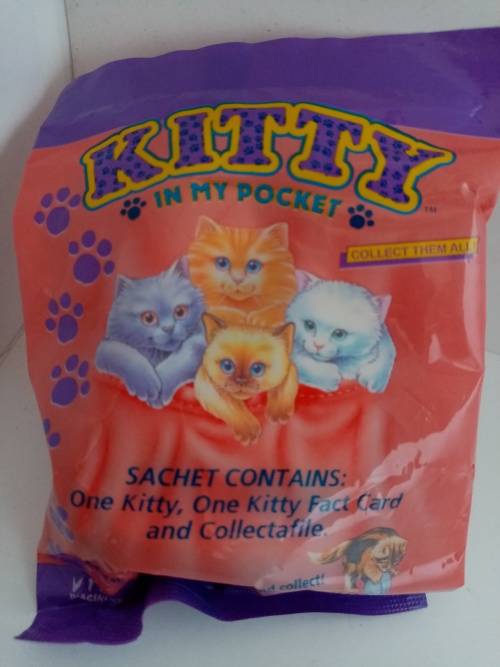 KITTY
IN MY POCKET
TM
COLLECT THEM ALL
SACHET CONTAINS:
One Kitty, One Kitty Fact Card
and Collectafile.
collect!